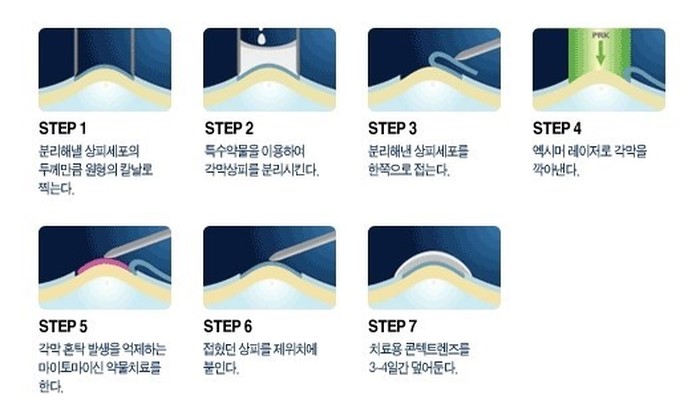 PRK
STEP 1
분리해낼 상피세포의
두께만큼 원형의 칼날로
찍는다.
STEP 2
특수약물을 이용하여
각막상피를 분리시킨다.
STEP 3
분리해낸 상피세포를
한쪽으로 접는다.
STEP 4
엑시머 레이저로 각막을
깍아낸다.
STEP 5
각막 혼탁 발생을 억제하는
마이토마이신 약물치료를
한다.
STEP 6
접혔던 상피를 제위치에
붙인다.
STEP 7
치료용 콘텍트렌즈를
3~4일간 덮어둔다.